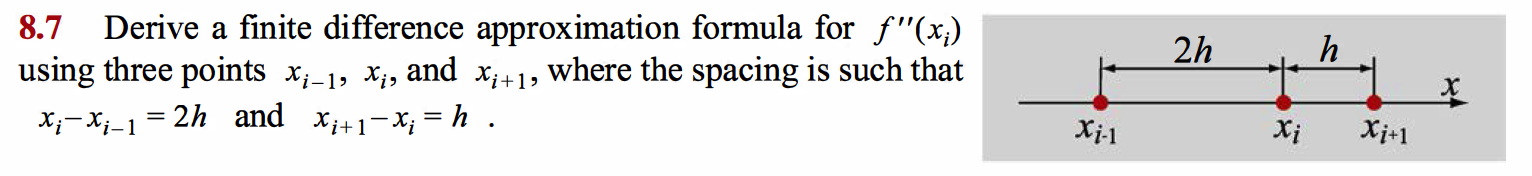 8.7 Derive a finite difference approximation formula for f''(xᵢ)
using three points xᵢ₋₁, xᵢ, and xᵢ₊₁, where the spacing is such that
xᵢ−xᵢ₋₁ = 2h and xᵢ₊₁−xᵢ = h .
2h h
x
xᵢ₋₁ xᵢ xᵢ₊₁